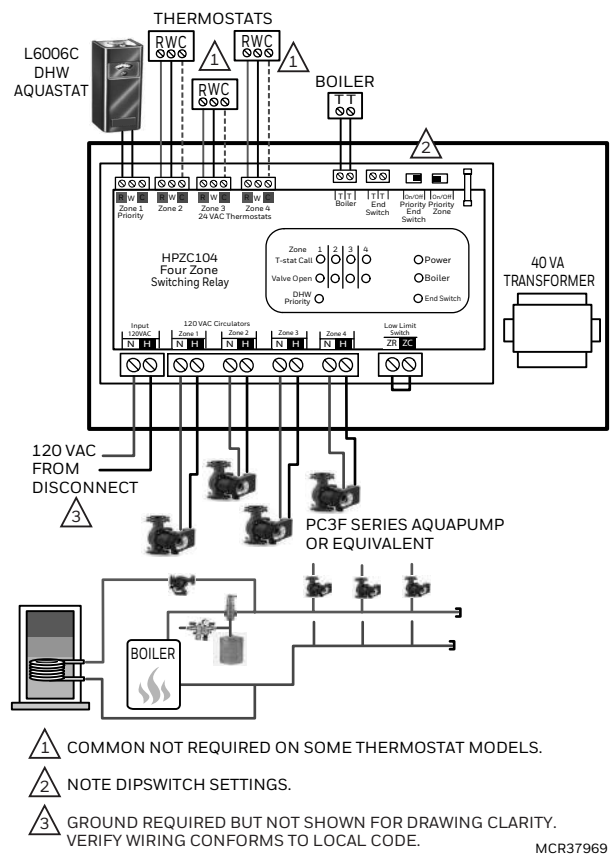 THERMOSTATS
L6006C
DHW
AQUASTAT
R W C
R W C
R W C
1
1
BOILER
T T
2
R W C
R W C
R W C
R W C
Zone 1
Priority
Zone 2
Zone 3
Zone 4
24 VAC Thermostats
T T
Boiler
T T
End
Switch
On/Off
Priority
End
Switch
On/Off
Priority
Zone
HPZC104
Four Zone
Switching Relay
Zone 1 2 3 4
T-stat Call
Valve Open
DHW
Priority
Power
Boiler
End Switch
40 VA
TRANSFORMER
Input
120VAC
120 VAC Circulators
Zone 1
Zone 2
Zone 3
Zone 4
Low Limit
Switch
N H
N H
N H
N H
N H
ZR ZC
120 VAC
FROM
DISCONNECT
3
PC3F SERIES AQUAPUMP
OR EQUIVALENT
BOILER
1 COMMON NOT REQUIRED ON SOME THERMOSTAT MODELS.
2 NOTE DIPSWITCH SETTINGS.
3 GROUND REQUIRED BUT NOT SHOWN FOR DRAWING CLARITY.
VERIFY WIRING CONFORMS TO LOCAL CODE.
MCR37969